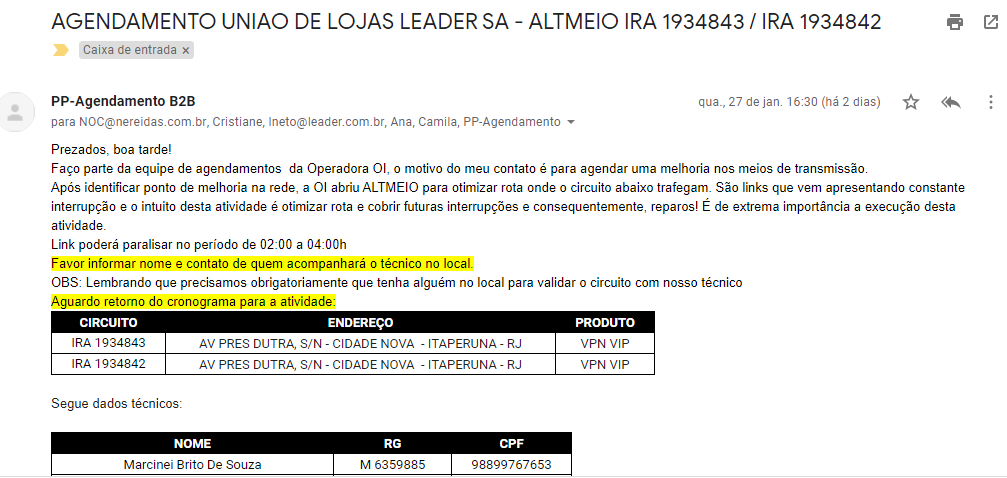 AGENDAMENTO UNIAO DE LOJAS LEADER SA - ALTMEIO IRA 1934843 / IRA 1934842
Caixa de entrada ×
PP-Agendamento B2B
qua., 27 de jan. 16:30 (há 2 dias)
para NOC@nereidas.com.br, Cristiane, lneto@leader.com.br, Ana, Camila, PP-Agendamento
Prezados, boa tarde!
Faço parte da equipe de agendamentos da Operadora OI, o motivo do meu contato é para agendar uma melhoria nos meios de transmissão.
Após identificar ponto de melhoria na rede, a OI abriu ALTMEIO para otimizar rota onde o circuito abaixo trafegam. São links que vem apresentando constante
interrupção e o intuito desta atividade é otimizar rota e cobrir futuras interrupções e consequentemente, reparos! É de extrema importância a execução desta
atividade.
Link poderá paralisar no período de 02:00 a 04:00h
Favor informar nome e contato de quem acompanhará o técnico no local.
OBS: Lembrando que precisamos obrigatoriamente que tenha alguém no local para validar o circuito com nosso técnico
Aguardo retorno do cronograma para a atividade:
CIRCUITO ENDEREÇO PRODUTO
IRA 1934843 AV PRES DUTRA, S/N - CIDADE NOVA - ITAPERUNA - RJ VPN VIP
IRA 1934842 AV PRES DUTRA, S/N - CIDADE NOVA - ITAPERUNA - RJ VPN VIP
Segue dados técnicos:
NOME RG CPF
Marcinei Brito De Souza M 6359885 98899767653